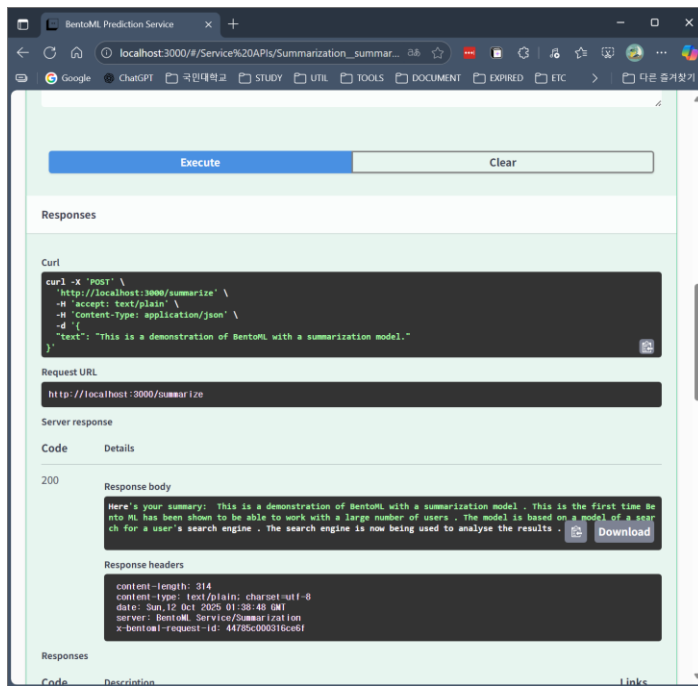 BentoML Prediction Service
localhost:3000/#/Service%20APIs/Summarization__summar...
Google ChatGPT 국민대학교 STUDY UTIL TOOLS DOCUMENT EXPIRED ETC 다른 즐겨찾기
Execute Clear
Responses
Curl
curl -X 'POST' \
'http://localhost:3000/summarize' \
-H 'accept: text/plain' \
-H 'Content-Type: application/json' \
-d '{
"text": "This is a demonstration of BentoML with a summarization model."
}'
Request URL
http://localhost:3000/summarize
Server response
Code Details
200
Response body
Here's your summary:  This is a demonstration of BentoML with a summarization model . This is the first time Be
nto ML has been shown to be able to work with a large number of users . The model is based on a model of a sear
ch for a user's search engine . The search engine is now being used to analyse the results .
Download
Response headers
content-length: 314
content-type: text/plain; charset=utf-8
date: Sun,12 Oct 2025 01:38:48 GMT
server: BentoML Service/Summarization
x-bentoml-request-id: 44785c000316ce6f
Responses
Code Description Links